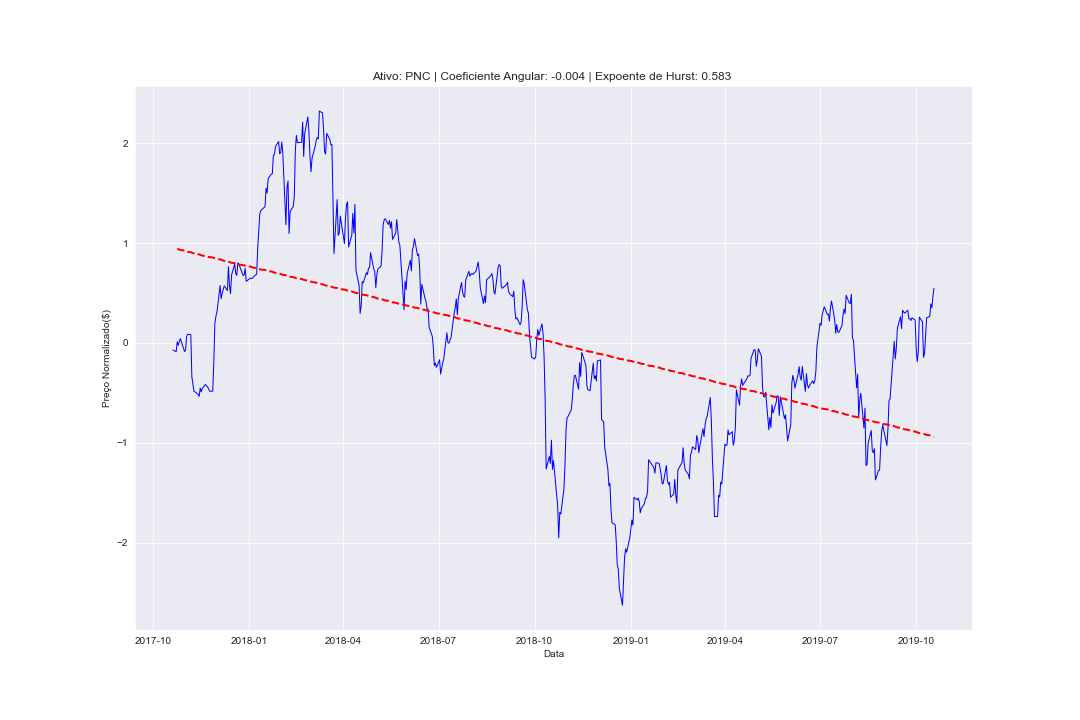 Ativo: PNC | Coeficiente Angular: -0.004 | Expoente de Hurst: 0.583
Preço Normalizado($)
2
1
0
−1
−2
2017-10 2018-01 2018-04 2018-07 2018-10 2019-01 2019-04 2019-07 2019-10
Data